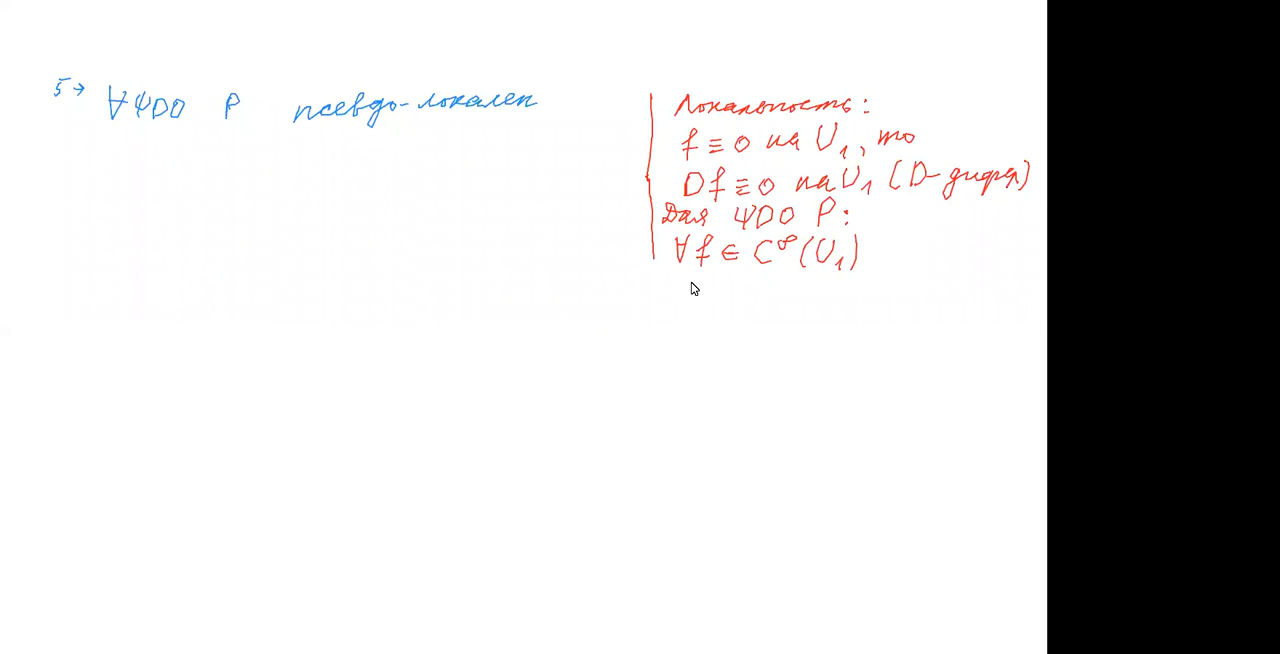 5→ ∀ΨDO P псевдо-локален
Локальность:
f ≡ 0 на U₁, то
Df ≡ 0 на U₁ (D-дифф)
Для ΨDO P:
∀f ∈ C^∞(U₁)